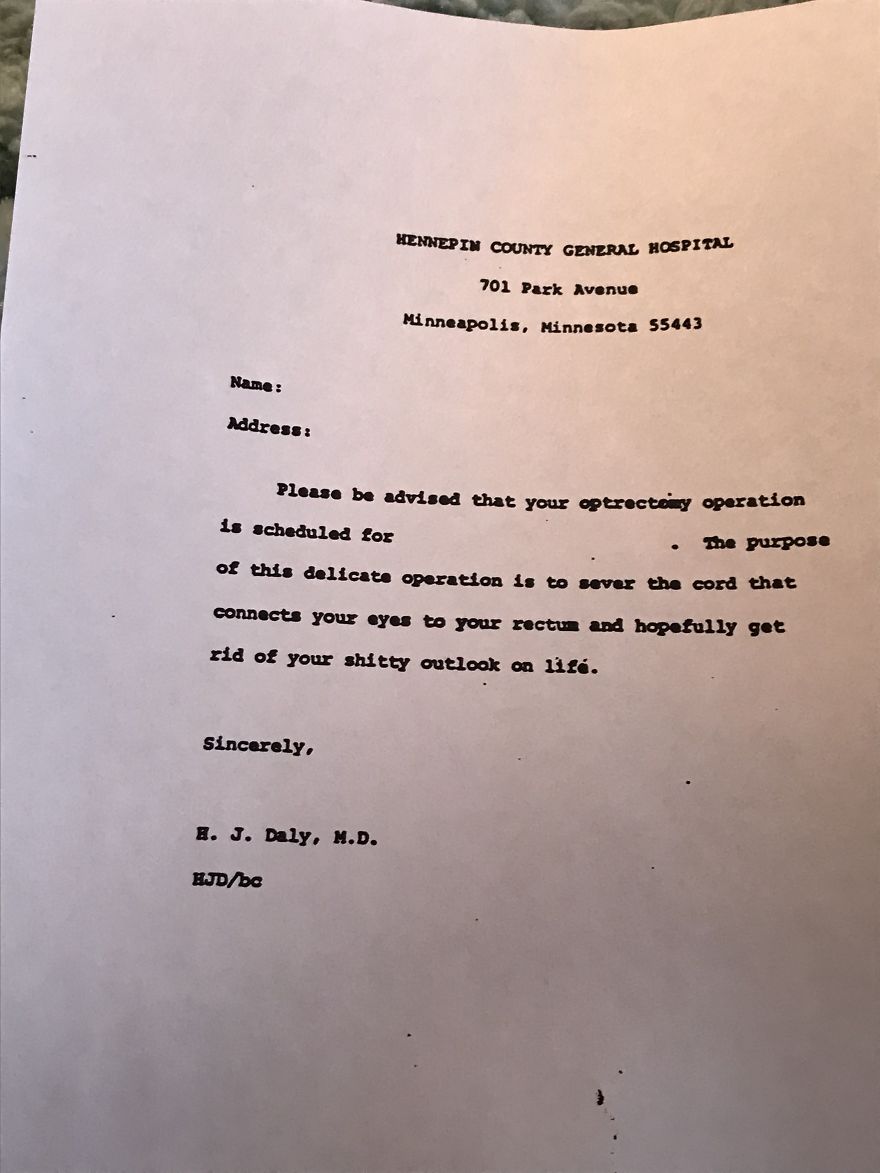 HENNEPIN COUNTY GENERAL HOSPITAL
701 Park Avenue
Minneapolis, Minnesota 55443
Name:
Address:
Please be advised that your optrectomy operation
is scheduled for . The purpose
of this delicate operation is to sever the cord that
connects your eyes to your rectum and hopefully get
rid of your shitty outlook on life.
Sincerely,
H. J. Daly, M.D.
HJD/bc